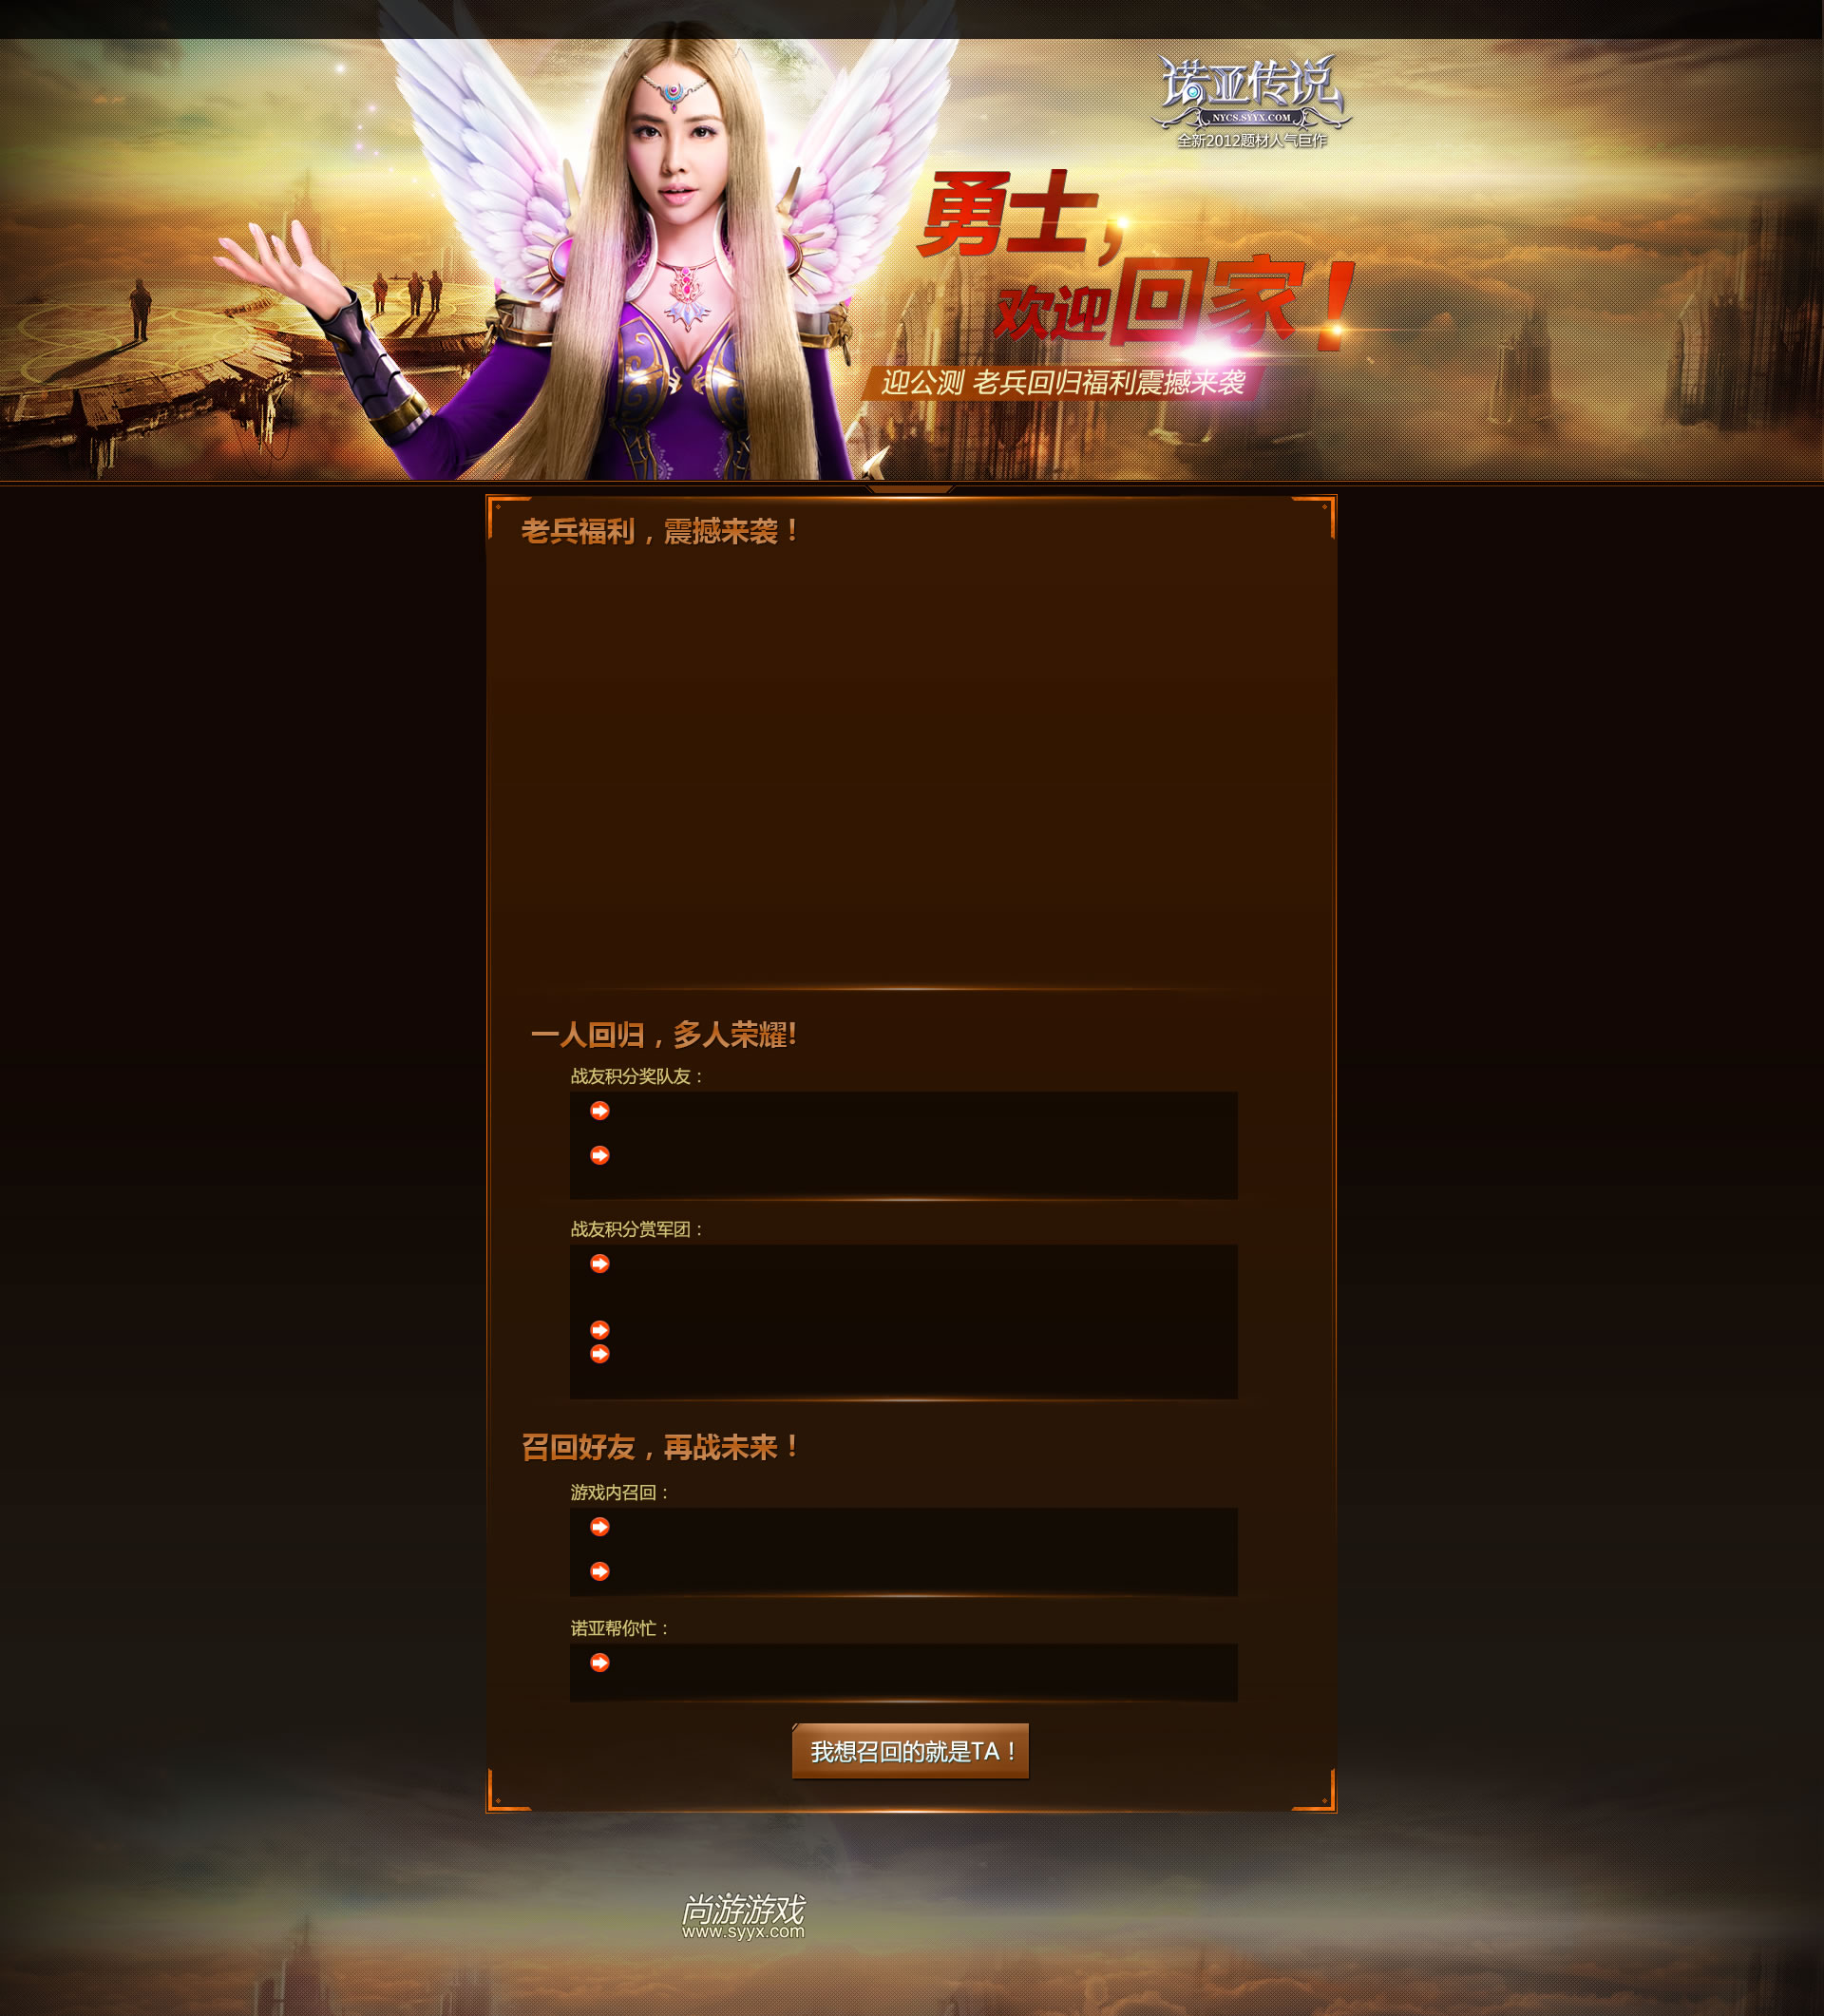 诺亚传说
NYCS.SYYX.COM
全新2012题材人气巨作
勇士，
欢迎回家！
迎公测 老兵回归福利震撼来袭
老兵福利，震撼来袭！
一人回归，多人荣耀!
战友积分奖队友：
战友积分赏军团：
召回好友，再战未来！
游戏内召回：
诺亚帮你忙：
我想召回的就是TA！
尚游游戏
www.syyx.com